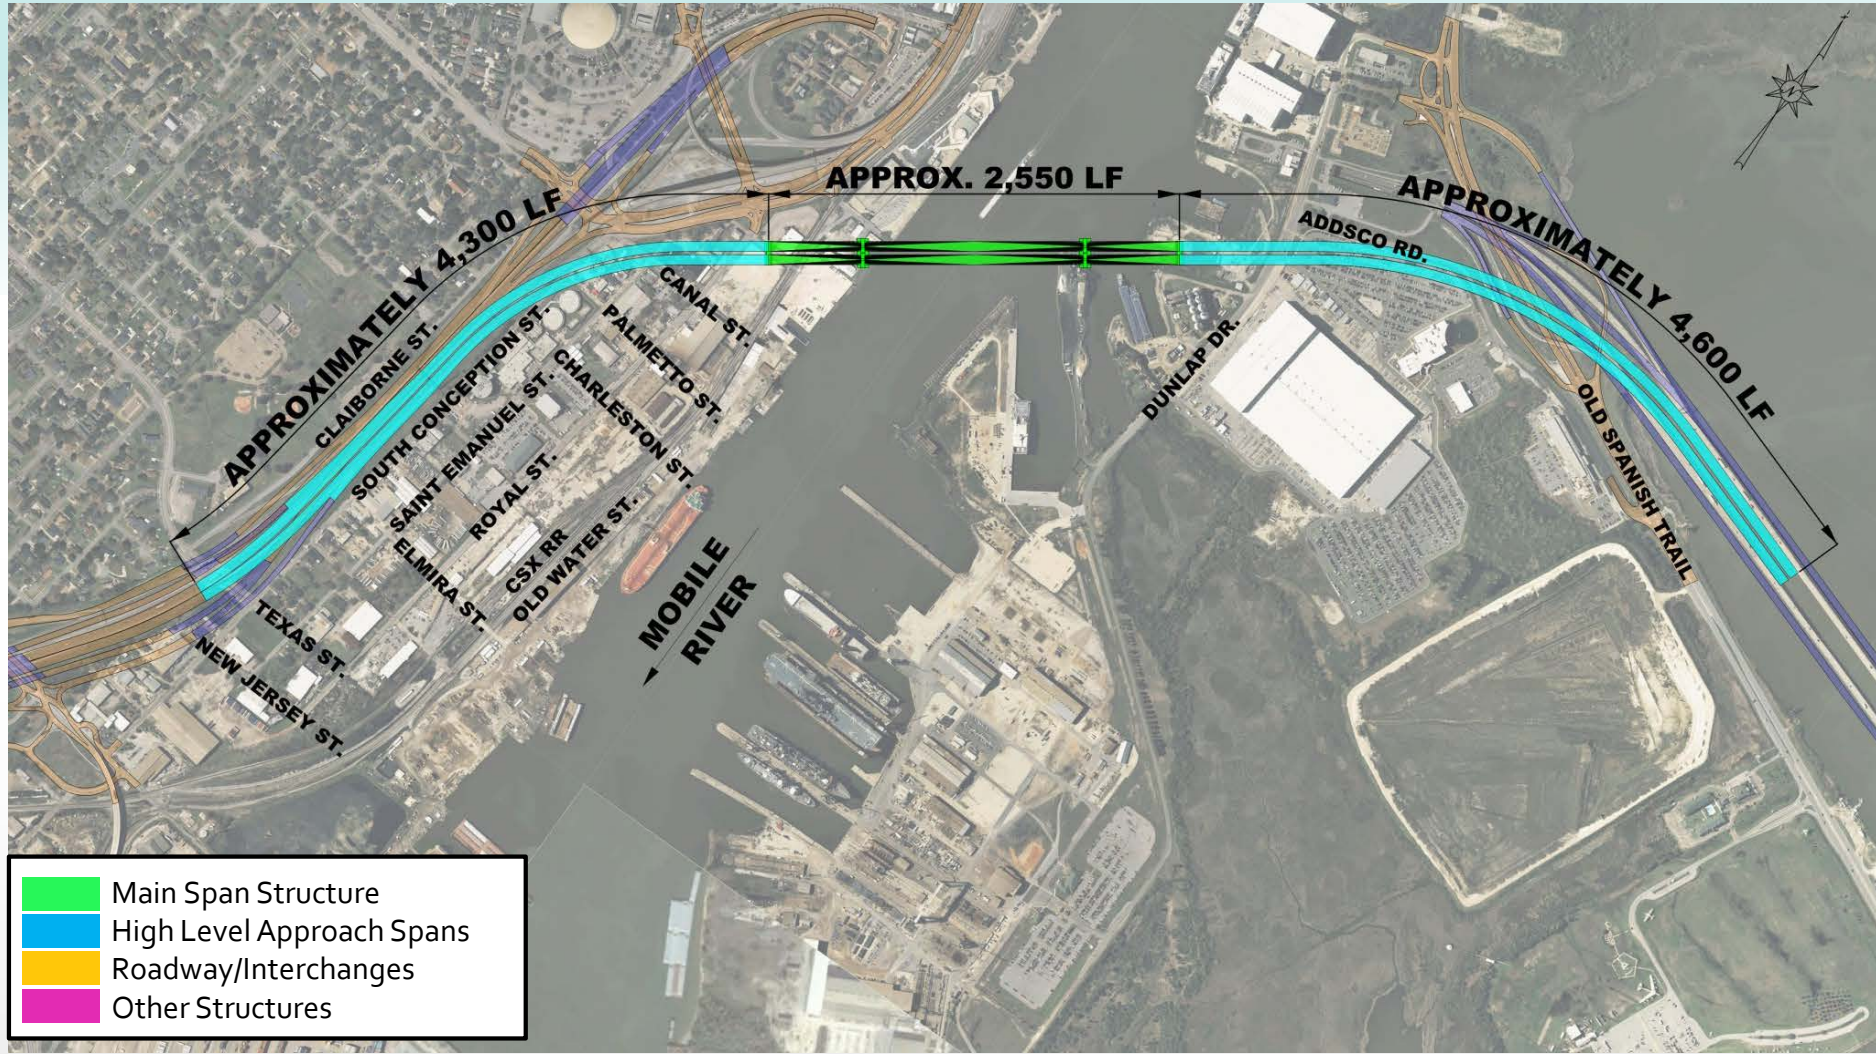 APPROX. 2,550 LF
APPROXIMATELY 4,300 LF
APPROXIMATELY 4,600 LF
ADDSCO RD.
CANAL ST.
PALMETTO ST.
CLAIBORNE ST.
SOUTH CONCEPTION ST.
CHARLESTON ST.
SAINT EMANUEL ST.
ROYAL ST.
DUNLAP DR.
OLD SPANISH TRAIL
ELMIRA ST.
CSX RR
OLD WATER ST.
MOBILE
RIVER
TEXAS ST.
NEW JERSEY ST.
Main Span Structure
High Level Approach Spans
Roadway/Interchanges
Other Structures